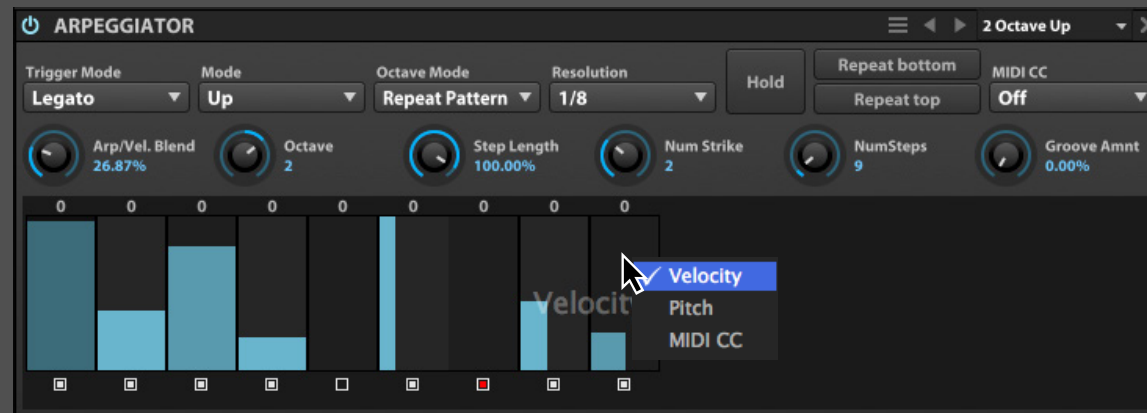 ARPEGGIATOR
2 Octave Up
Trigger Mode
Mode
Octave Mode
Resolution
Hold
Repeat bottom
MIDI CC
Legato
Up
Repeat Pattern
1/8
Repeat top
Off
Arp/Vel. Blend
26.87%
Octave
2
Step Length
100.00%
Num Strike
2
NumSteps
9
Groove Amnt
0.00%
0 0 0 0 0 0 0 0 0
Velocit
Velocity
Pitch
MIDI CC